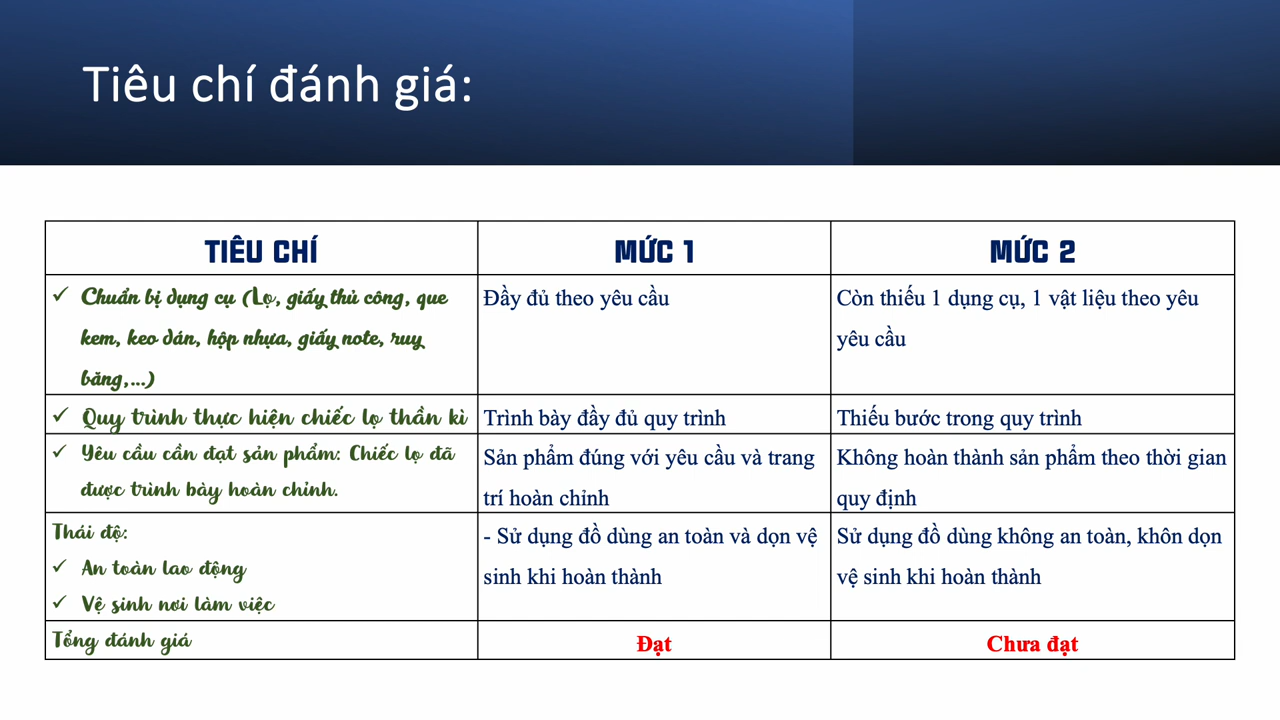 Tiêu chí đánh giá:
TIÊU CHÍ
MỨC 1
MỨC 2
Chuẩn bị dụng cụ (Lọ, giấy thủ công, que
kem, keo dán, hộp nhựa, giấy note, ruy
băng,...)
Đầy đủ theo yêu cầu
Còn thiếu 1 dụng cụ, 1 vật liệu theo yêu
yêu cầu
Quy trình thực hiện chiếc lọ thần kì
Trình bày đầy đủ quy trình
Thiếu bước trong quy trình
Yêu cầu cần đạt sản phẩm: Chiếc lọ đã
được trình bày hoàn chỉnh.
Sản phẩm đúng với yêu cầu và trang
trí hoàn chỉnh
Không hoàn thành sản phẩm theo thời gian
quy định
Thái độ:
An toàn lao động
Vệ sinh nơi làm việc
- Sử dụng đồ dùng an toàn và dọn vệ
sinh khi hoàn thành
Sử dụng đồ dùng không an toàn, khôn dọn
vệ sinh khi hoàn thành
Tổng đánh giá
Đạt
Chưa đạt